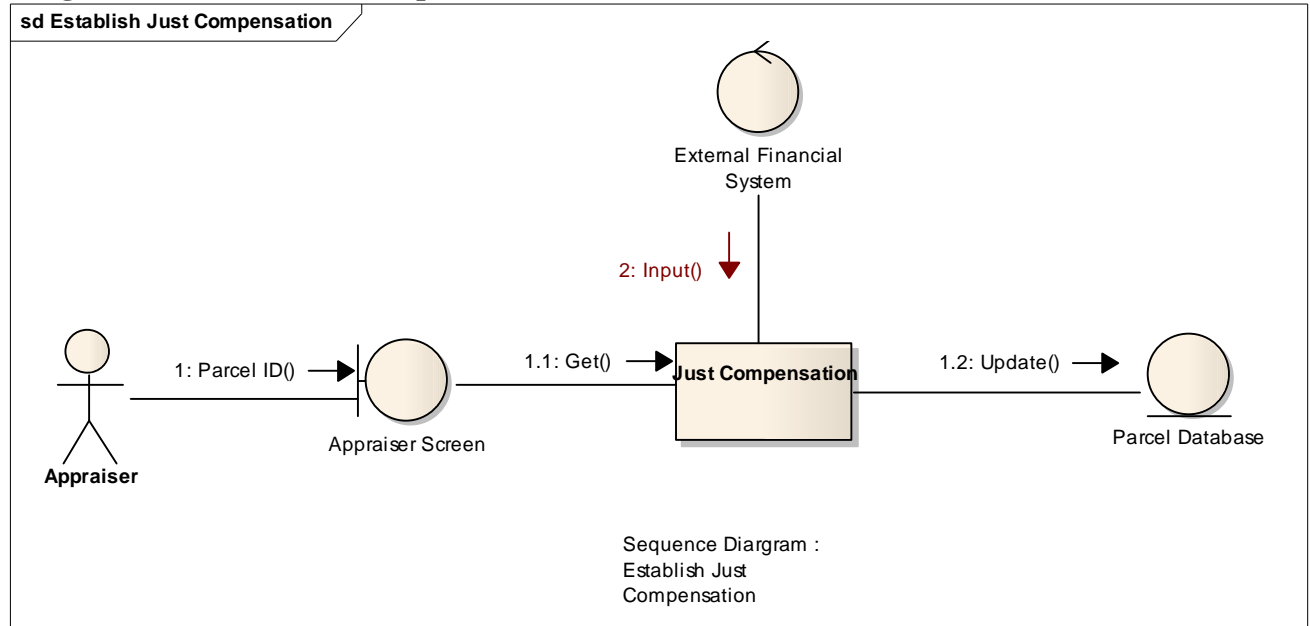 sd Establish Just Compensation
External Financial
System
2: Input()
1: Parcel ID()
1.1: Get()
Just Compensation
1.2: Update()
Appraiser Screen
Parcel Database
Appraiser
Sequence Diargram :
Establish Just
Compensation